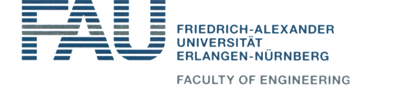 FAU
FRIEDRICH-ALEXANDER
UNIVERSITÄT
ERLANGEN-NÜRNBERG
FACULTY OF ENGINEERING